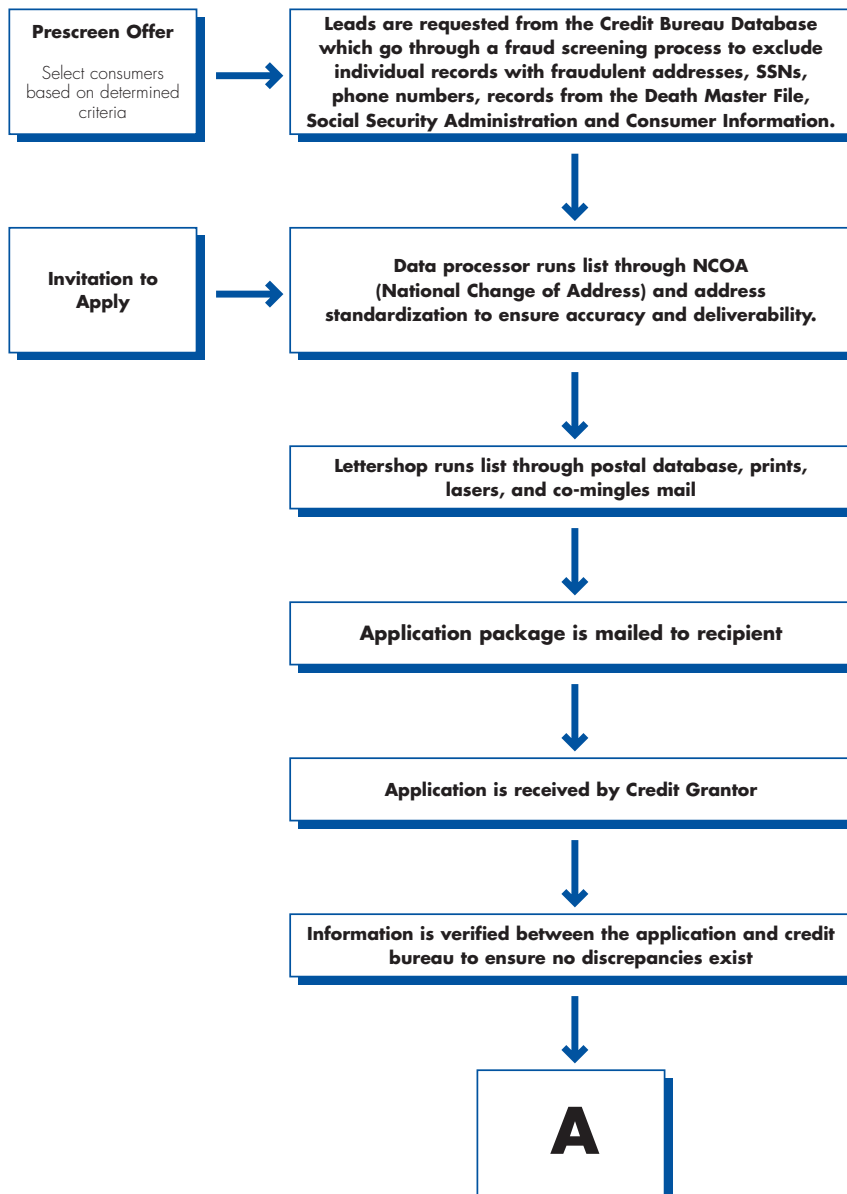 Prescreen Offer
Select consumers
based on determined
criteria
Leads are requested from the Credit Bureau Database
which go through a fraud screening process to exclude
individual records with fraudulent addresses, SSNs,
phone numbers, records from the Death Master File,
Social Security Administration and Consumer Information.
Invitation to
Apply
Data processor runs list through NCOA
(National Change of Address) and address
standardization to ensure accuracy and deliverability.
Lettershop runs list through postal database, prints,
lasers, and co-mingles mail
Application package is mailed to recipient
Application is received by Credit Grantor
Information is verified between the application and credit
bureau to ensure no discrepancies exist
A